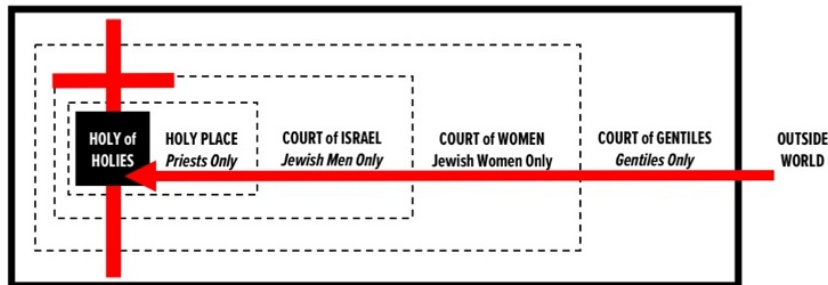 HOLY of
HOLIES
HOLY PLACE
Priests Only
COURT of ISRAEL
Jewish Men Only
COURT of WOMEN
Jewish Women Only
COURT of GENTILES
Gentiles Only
OUTSIDE
WORLD